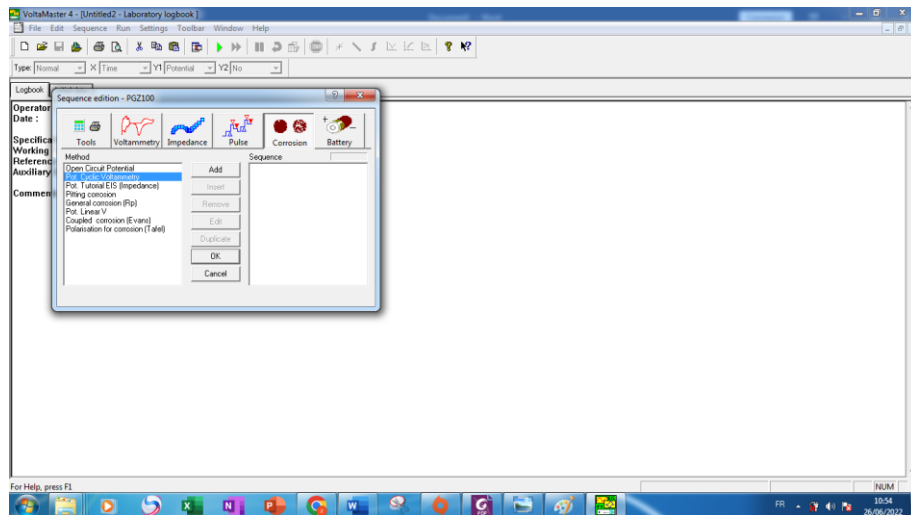 VoltaMaster 4 - [Untitled2 - Laboratory logbook ]
File Edit Sequence Run Settings Toolbar Window Help
Type: Normal X Time Y1 Potential Y2 No
Logbook
Operator
Date :
Specifica
Working
Referenc
Auxiliary
Commen
Sequence edition - PGZ100
Tools Voltammetry Impedance Pulse Corrosion Battery
Method
Open Circuit Potential
Pot. Cyclic Voltammetry
Pot. Tutorial EIS (Impedance)
Pitting corrosion
General corrosion (Rp)
Pot. Linear V
Coupled corrosion (Evans)
Polarisation for corrosion (Tafel)
Add
Insert
Remove
Edit
Duplicate
OK
Cancel
Sequence
For Help, press F1
NUM
FR
10:54
26/06/2022